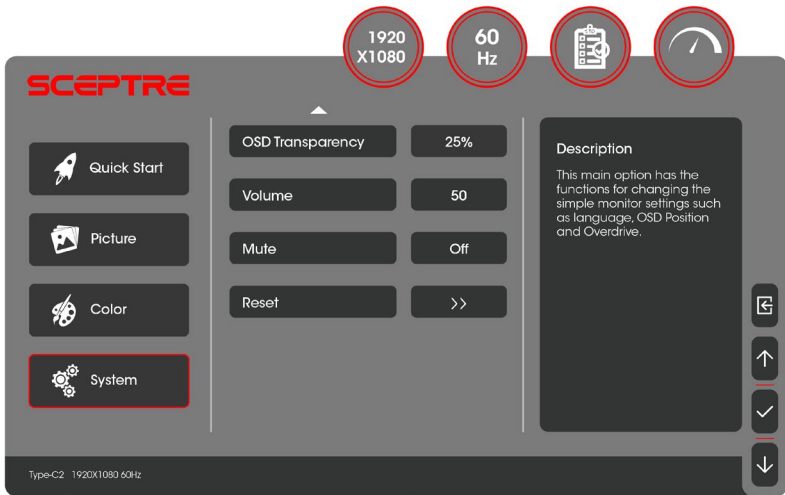 1920
X1080
60
Hz
SCEPTRE
Quick Start
Picture
Color
System
OSD Transparency 25%
Volume 50
Mute Off
Reset >>
Description
This main option has the
functions for changing the
simple monitor settings such
as language, OSD Position
and Overdrive.
Type-C2 1920X1080 60Hz